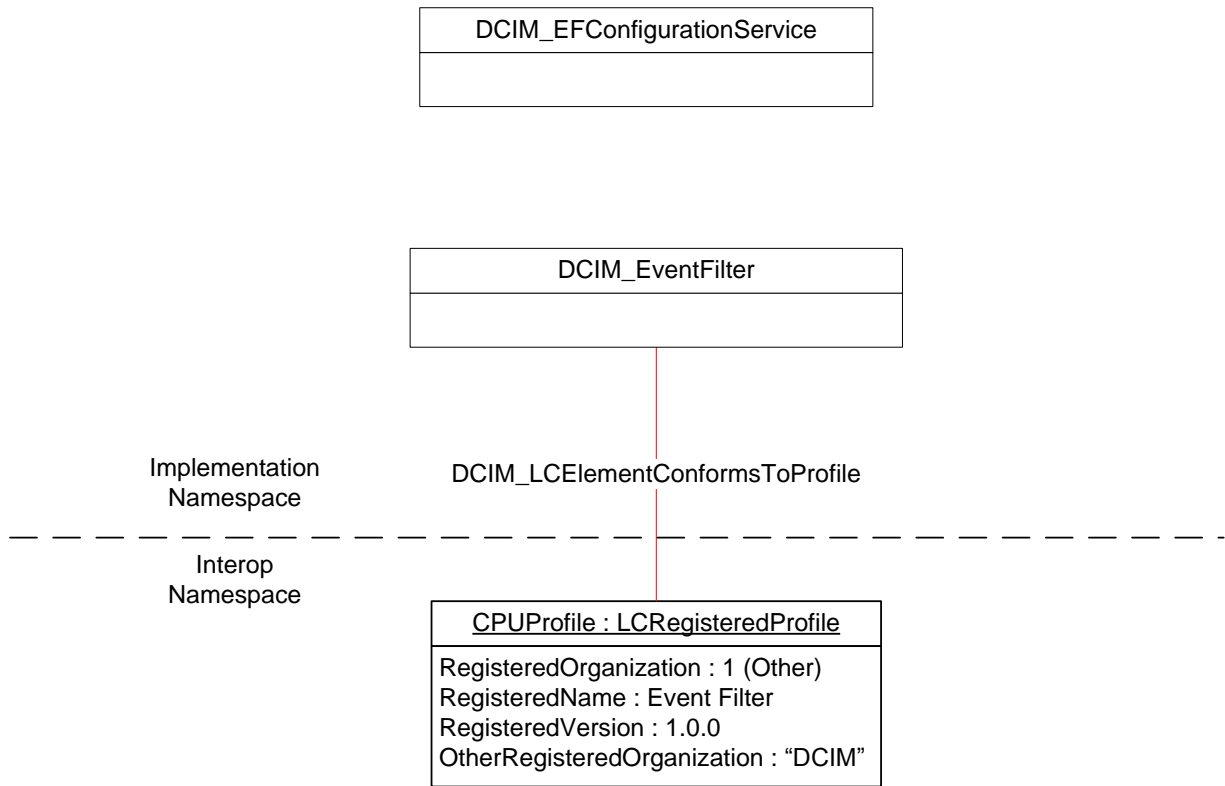 DCIM_EFConfigurationService
DCIM_EventFilter
Implementation
Namespace
DCIM_LCElementConformsToProfile
Interop
Namespace
CPUProfile : LCRegisteredProfile
RegisteredOrganization : 1 (Other)
RegisteredName : Event Filter
RegisteredVersion : 1.0.0
OtherRegisteredOrganization : “DCIM”